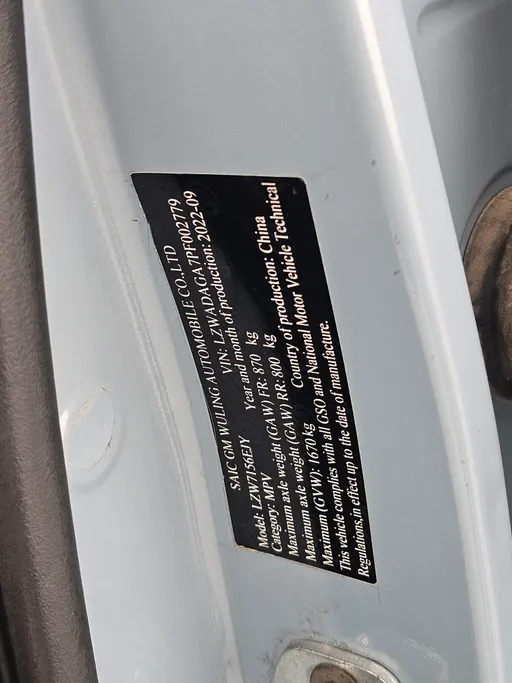 SAIC GM WULING AUTOMOBILE CO.,LTD
VIN: LZWADAGA7PF002779
Model: LZW7156EJY Year and month of production: 2022-09
Category: MPV
Maximum axle weight (GAW) FR: 870 kg
Maximum axle weight (GAW) RR: 800 kg
Maximum (GVW): 1670 kg Country of production: China
This vehicle complies with all GSO and National Motor Vehicle Technical
Regulations,in effect up to the date of manufacture.